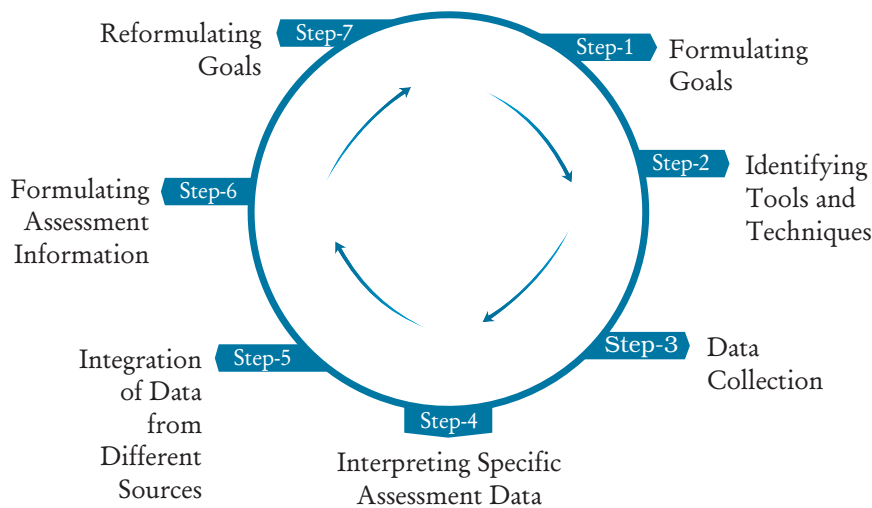 Step-1
Formulating
Goals
Step-2
Identifying
Tools and
Techniques
Step-3
Data
Collection
Step-4
Interpreting Specific
Assessment Data
Step-5
Integration
of Data
from
Different
Sources
Step-6
Formulating
Assessment
Information
Step-7
Reformulating
Goals